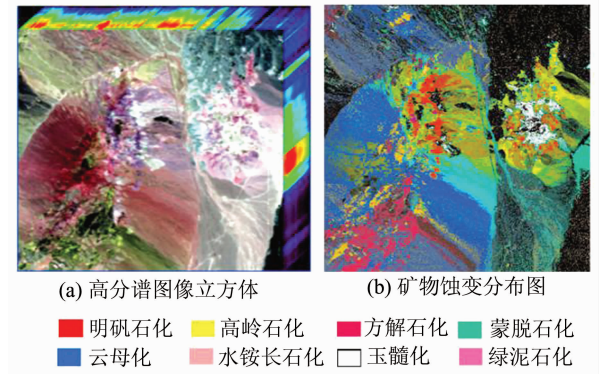 (a) 高分谱图像立方体
(b) 矿物蚀变分布图
明矾石化 高岭石化 方解石化 蒙脱石化
云母化 水铵长石化 玉髓化 绿泥石化